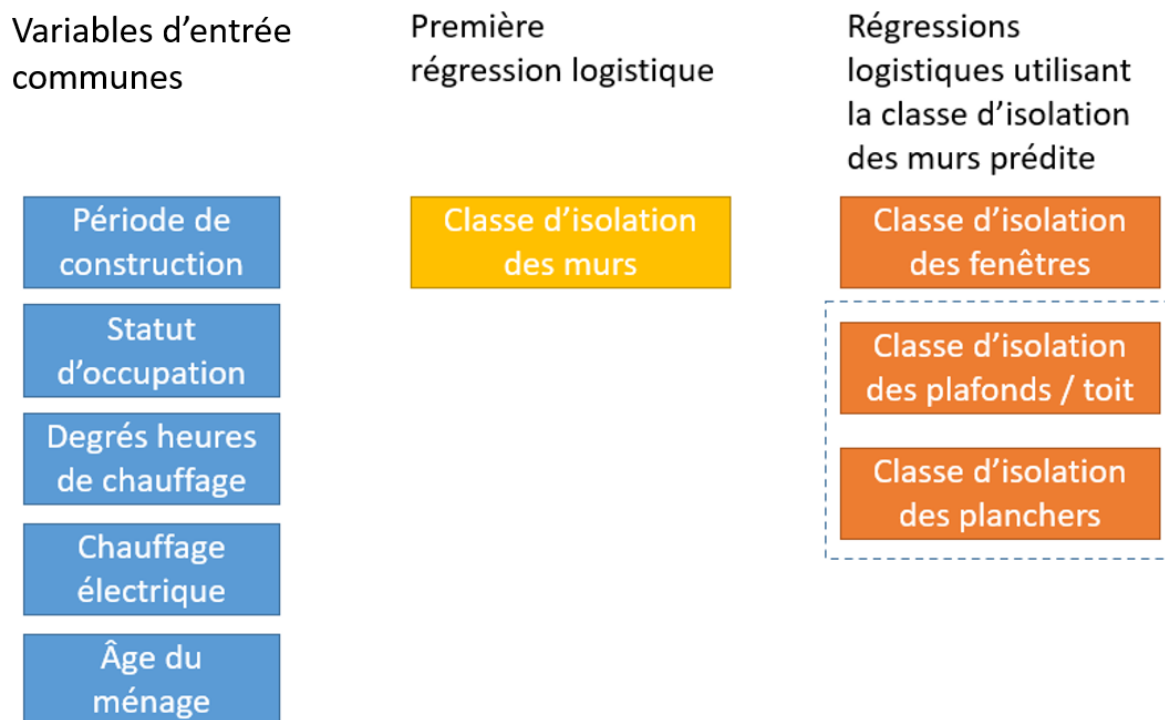 Variables d’entrée
communes
Première
régression logistique
Régressions
logistiques utilisant
la classe d’isolation
des murs prédite
Période de
construction
Statut
d’occupation
Degrés heures
de chauffage
Chauffage
électrique
Âge du
ménage
Classe d’isolation
des murs
Classe d’isolation
des fenêtres
Classe d’isolation
des plafonds / toit
Classe d’isolation
des planchers